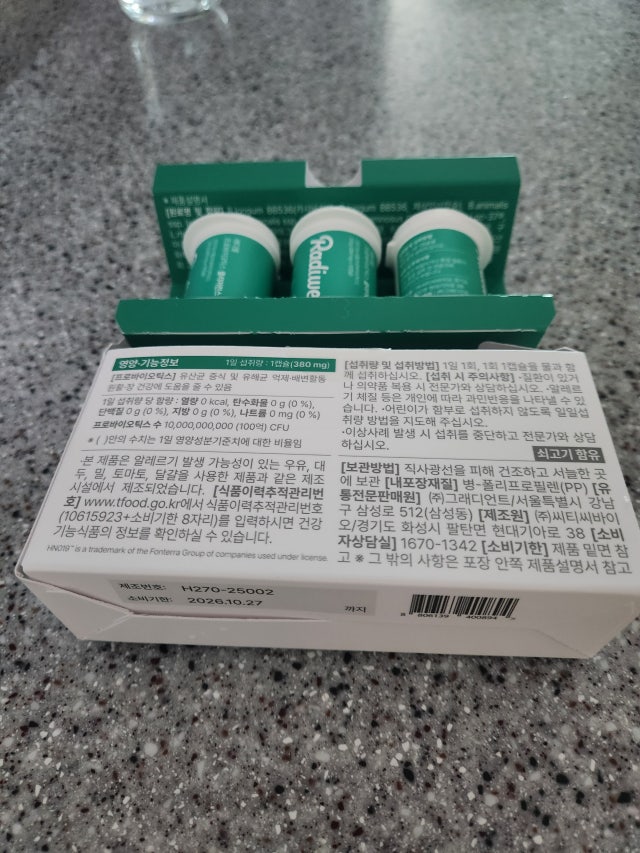 *제품설명서
B.longum BB536
BB536
B.animalis
Radiwe
영양·기능정보 1일 섭취량 : 1캡슐(380 mg)
[프로바이오틱스] 유산균 증식 및 유해균 억제·배변활동
원활·장 건강에 도움을 줄 수 있음
1일 섭취량 당 함량 : 열량 0 kcal, 탄수화물 0 g (0 %),
단백질 0 g (0 %), 지방 0 g (0 %), 나트륨 0 mg (0 %)
프로바이오틱스 수 10,000,000,000 (100억) CFU
※ ( )안의 수치는 1일 영양성분기준치에 대한 비율임
·본 제품은 알레르기 발생 가능성이 있는 우유, 대
두, 밀, 토마토, 달걀을 사용한 제품과 같은 제조
시설에서 제조되었습니다. [식품이력추적관리번
호] www.tfood.go.kr에서 식품이력추적관리번호
(10615923+소비기한 8자리)를 입력하시면 건강
기능식품의 정보를 확인하실 수 있습니다.
HN019™ is a trademark of the Fonterra Group of companies used under license.
[섭취량 및 섭취방법] 1일 1회, 1회 1캡슐을 물과 함
께 섭취하십시오. [섭취 시 주의사항] ·질환이 있거
나 의약품 복용 시 전문가와 상담하십시오. ·알레르
기 체질 등은 개인에 따라 과민반응을 나타낼 수 있
습니다. ·어린이가 함부로 섭취하지 않도록 일일섭
취량 방법을 지도해 주십시오.
·이상사례 발생 시 섭취를 중단하고 전문가와 상담
하십시오.
쇠고기 함유
[보관방법] 직사광선을 피해 건조하고 서늘한 곳
에 보관 [내포장재질] 병-폴리프로필렌(PP) [유
통전문판매원] (주)그래디언트/서울특별시 강남
구 삼성로 512(삼성동) [제조원] (주)씨티씨바이
오/경기도 화성시 팔탄면 현대기아로 38 [소비
자상담실] 1670-1342 [소비기한] 제품 밑면 참
고 ※ 그 밖의 사항은 포장 안쪽 제품설명서 참고
제조번호: H270-25002
소비기한: 2026.10.27 까지
8 806139 400894